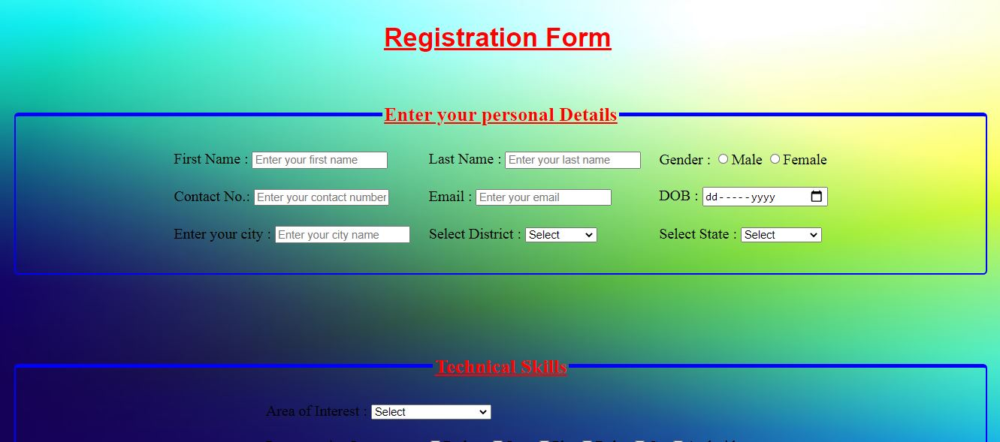 Registration Form
Enter your personal Details
First Name : Enter your first name Last Name : Enter your last name Gender : Male Female
Contact No.: Enter your contact number Email : Enter your email DOB : dd-----yyyy
Enter your city : Enter your city name Select District : Select Select State : Select
Technical Skills
Area of Interest : Select